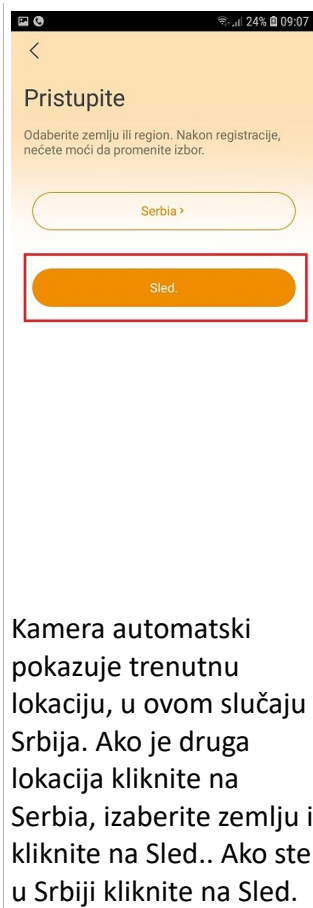 24% 09:07
Pristupite
Odaberite zemlju ili region. Nakon registracije,
nećete moći da promenite izbor.
Serbia >
Sled.
Kamera automatski
pokazuje trenutnu
lokaciju, u ovom slučaju
Srbija. Ako je druga
lokacija kliknite na
Serbia, izaberite zemlju i
kliknite na Sled.. Ako ste
u Srbiji kliknite na Sled.